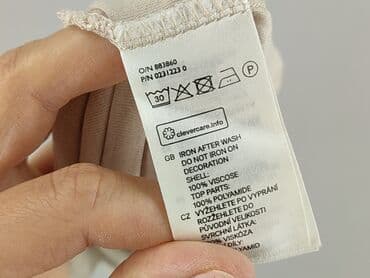 O/N 883860
P/N 0231223 0
30
P
clevercare.info
GB IRON AFTER WASH
DO NOT IRON ON
DECORATION
SHELL:
100% VISCOSE
TOP PARTS:
100% POLYAMIDE
CZ VYŽEHLETE PO VYPRÁNÍ
ROZŽEHLETE DO
PŮVODNÍ VELIKOSTI
SVRCHNÍ LÁTKA:
VISKÓZA